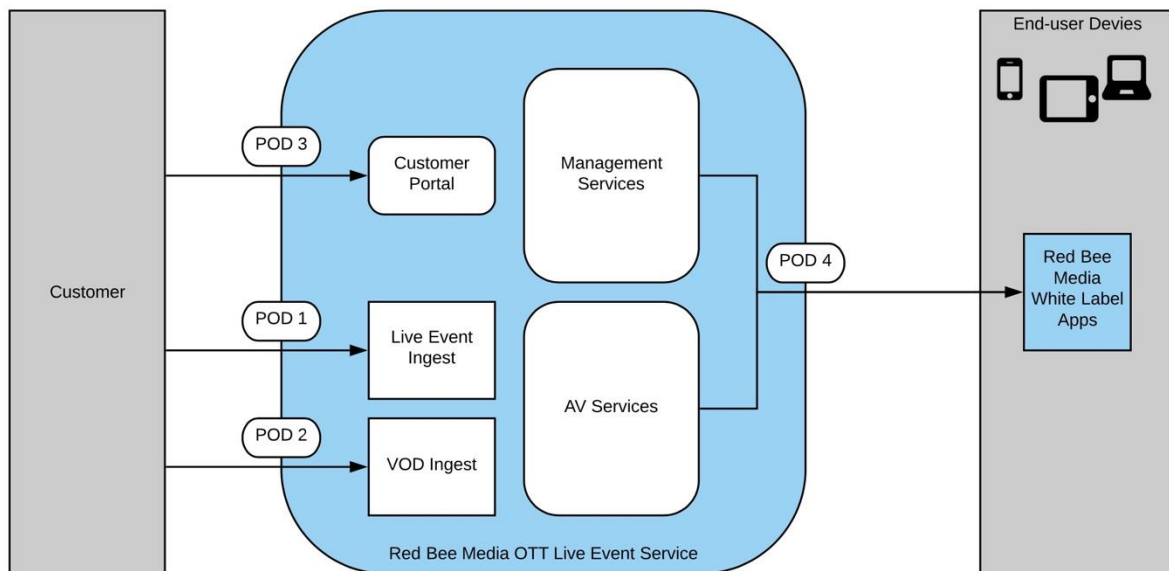 End-user Devies
POD 3
Customer
Portal
Management
Services
POD 4
Red Bee
Media
White Label
Apps
Customer
POD 1
Live Event
Ingest
AV Services
POD 2
VOD Ingest
Red Bee Media OTT Live Event Service